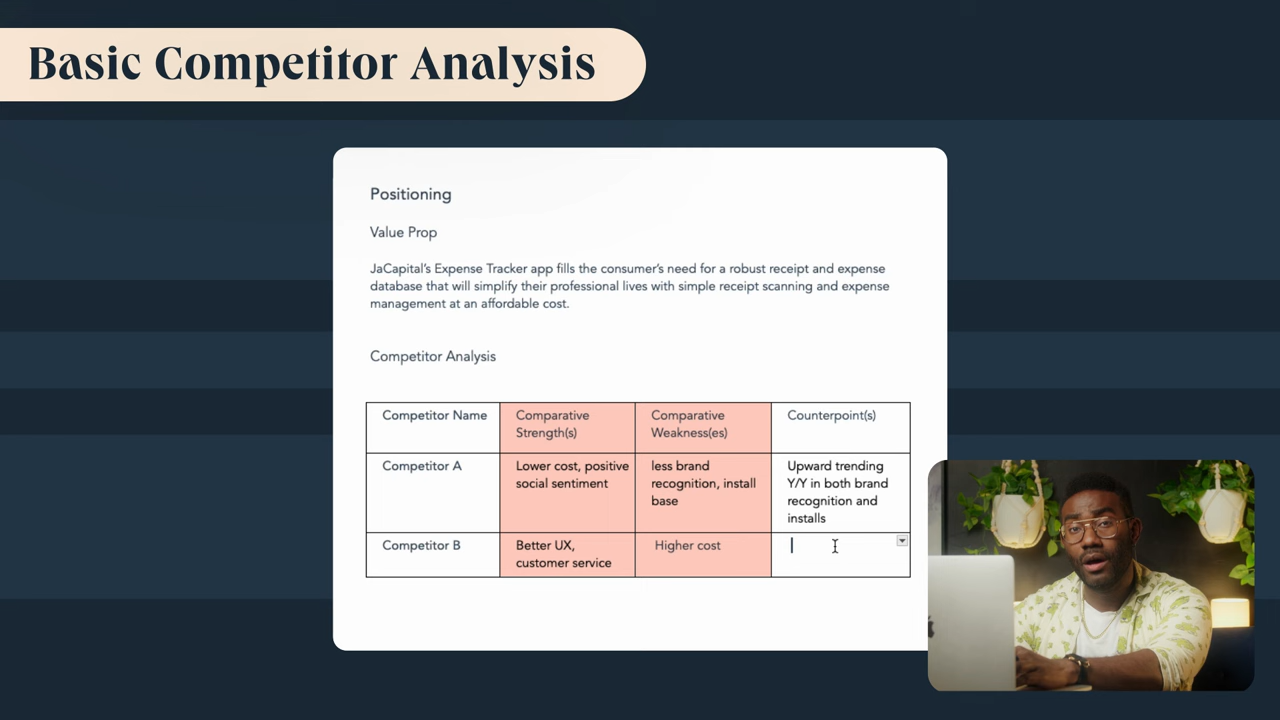 Basic Competitor Analysis
Positioning
Value Prop
JaCapital's Expense Tracker app fills the consumer's need for a robust receipt and expense
database that will simplify their professional lives with simple receipt scanning and expense
management at an affordable cost.
Competitor Analysis
Competitor Name
Comparative
Strength(s)
Comparative
Weakness(es)
Counterpoint(s)
Competitor A
Lower cost, positive
social sentiment
less brand
recognition, install
base
Upward trending
Y/Y in both brand
recognition and
installs
Competitor B
Better UX,
customer service
Higher cost